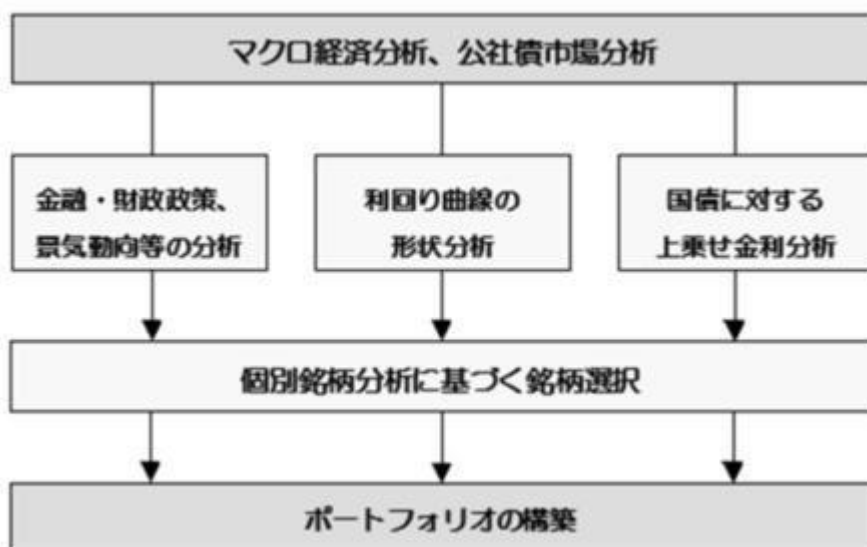 マクロ経済分析、公社債市場分析
金融・財政政策、
景気動向等の分析
利回り曲線の
形状分析
国債に対する
上乗せ金利分析
個別銘柄分析に基づく銘柄選択
ポートフォリオの構築